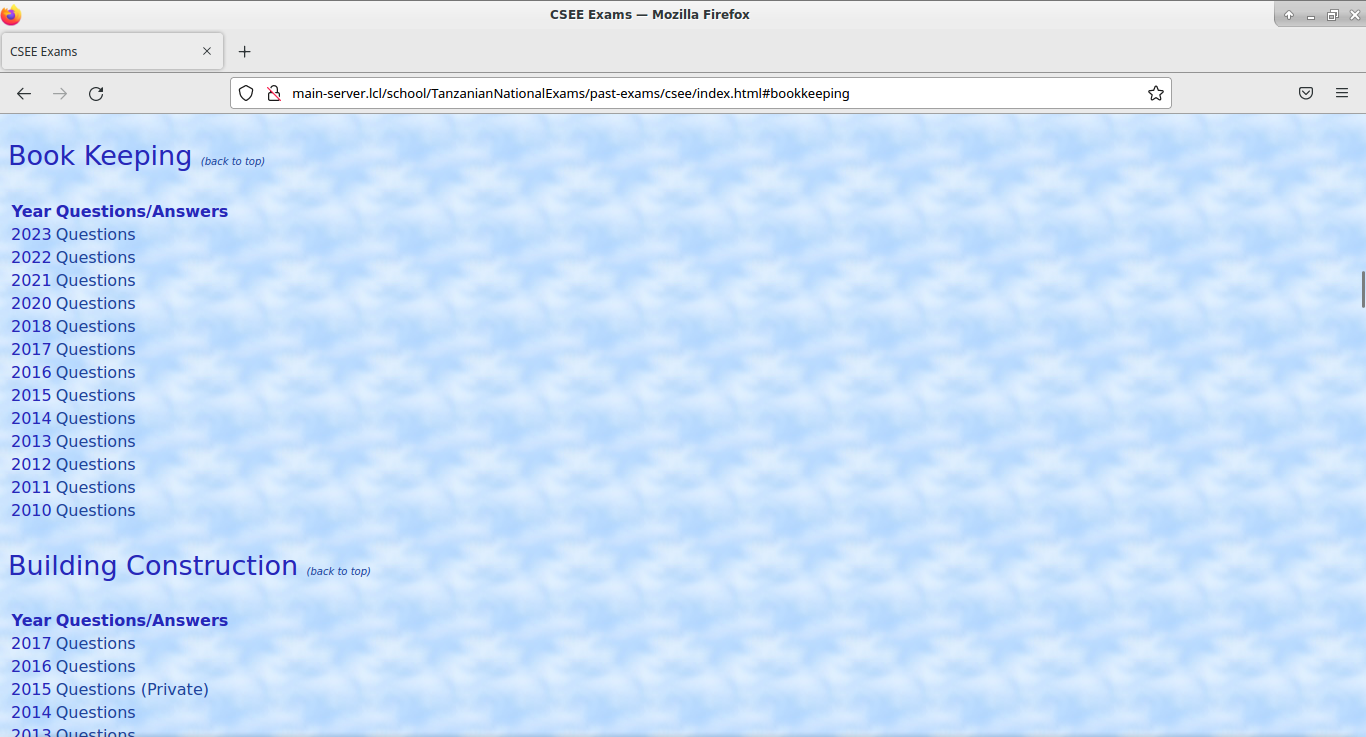 CSEE Exams — Mozilla Firefox
CSEE Exams
main-server.lcl/school/TanzanianNationalExams/past-exams/csee/index.html#bookkeeping
Book Keeping (back to top)
Year Questions/Answers
2023 Questions
2022 Questions
2021 Questions
2020 Questions
2018 Questions
2017 Questions
2016 Questions
2015 Questions
2014 Questions
2013 Questions
2012 Questions
2011 Questions
2010 Questions
Building Construction (back to top)
Year Questions/Answers
2017 Questions
2016 Questions
2015 Questions (Private)
2014 Questions
2013 Questions